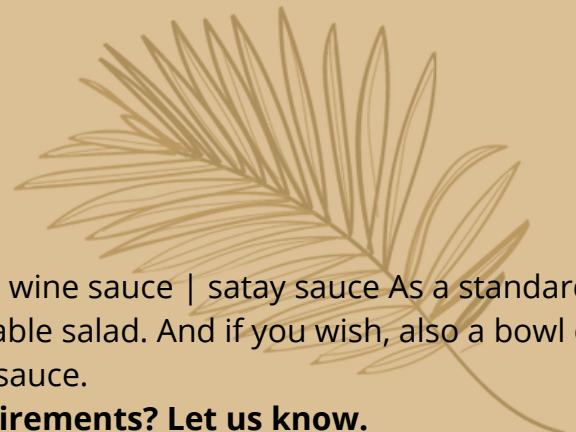 wine sauce | satay sauce As a standard
able salad. And if you wish, also a bowl
sauce.
irements? Let us know.